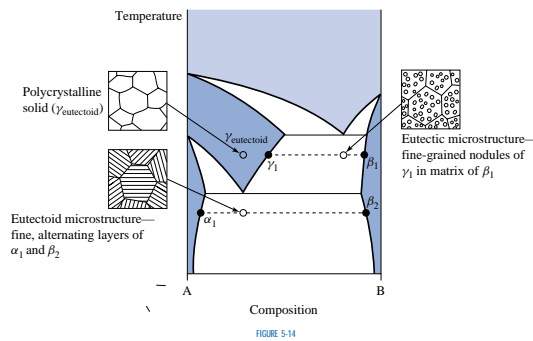 Temperature
Polycrystalline
solid (γeutectoid)
γeutectoid
γ1
β1
Eutectic microstructure—
fine-grained nodules of
γ1 in matrix of β1
Eutectoid microstructure—
fine, alternating layers of
α1 and β2
α1
β2
A
B
Composition
FIGURE 5-14